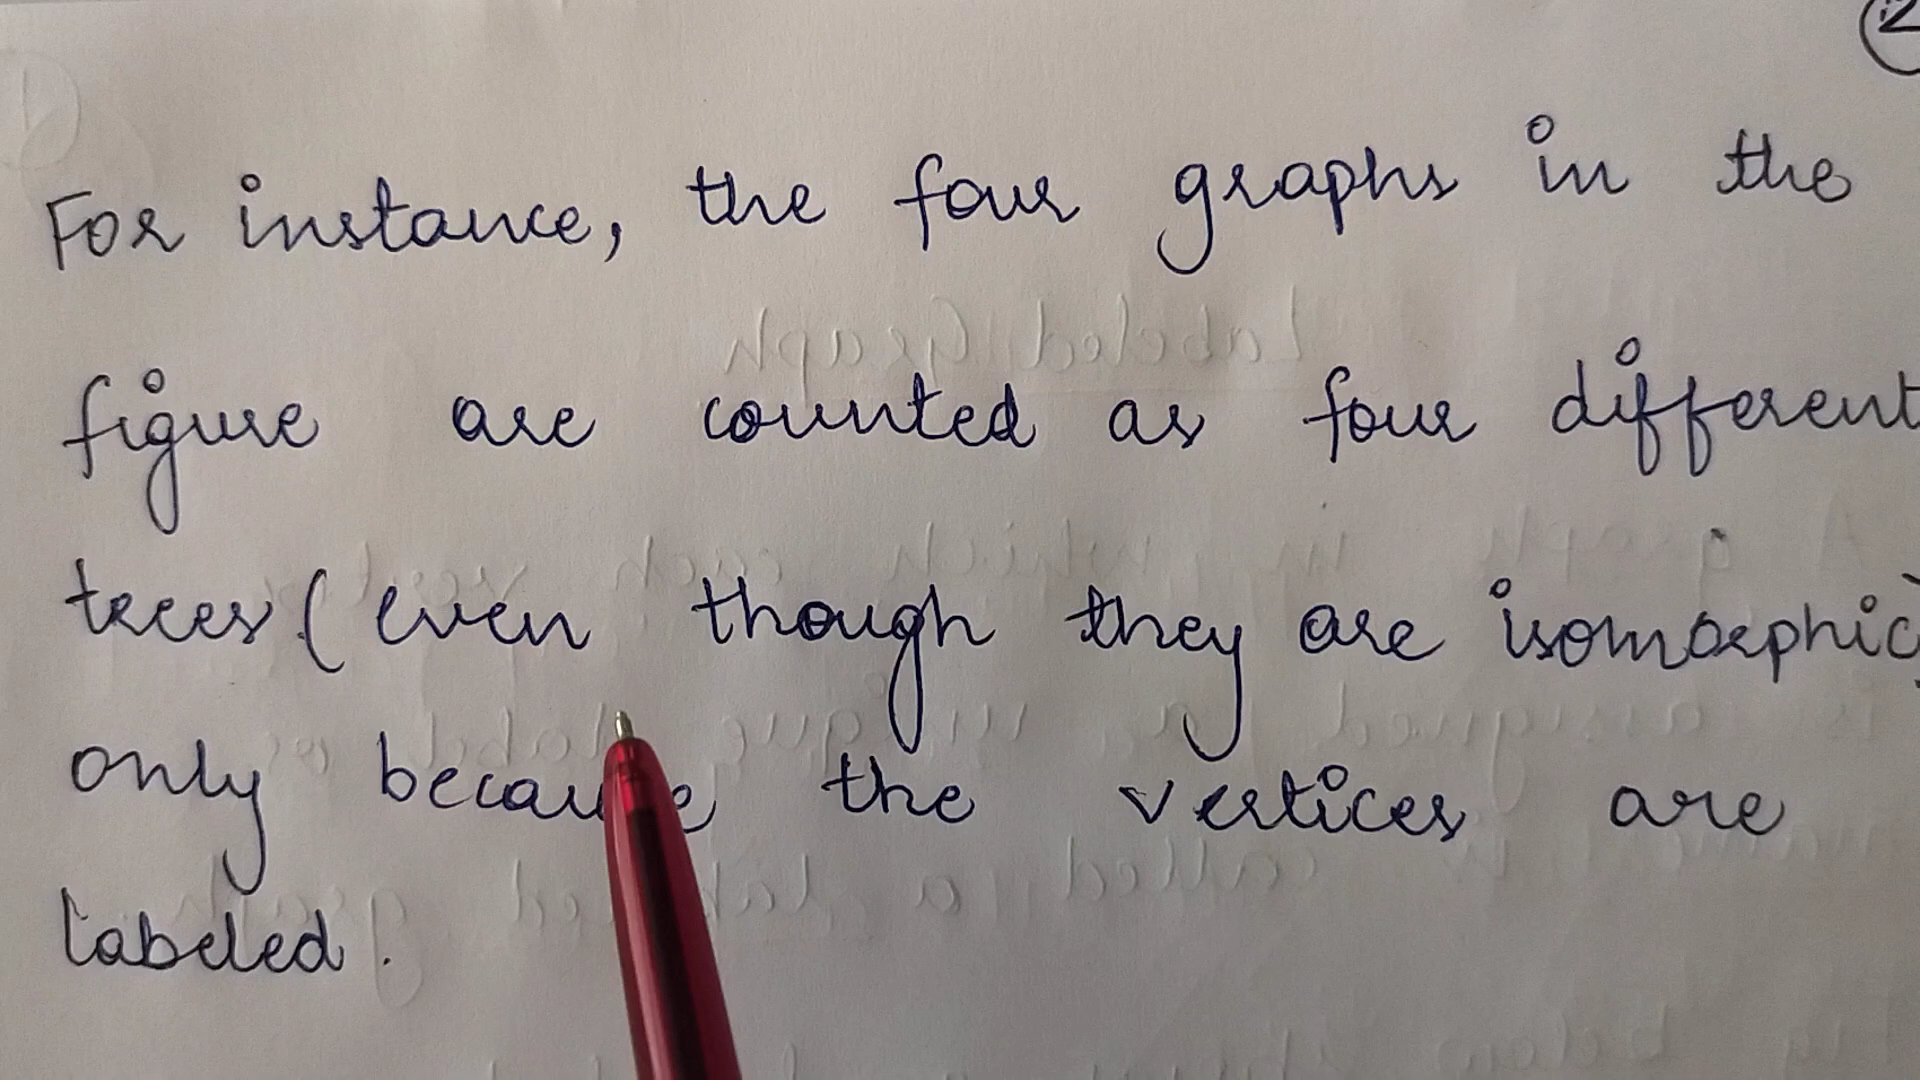 2
For instance, the four graphs in the
figure are counted as four different
trees (even though they are isomorphic)
only because the vertices are
labeled.